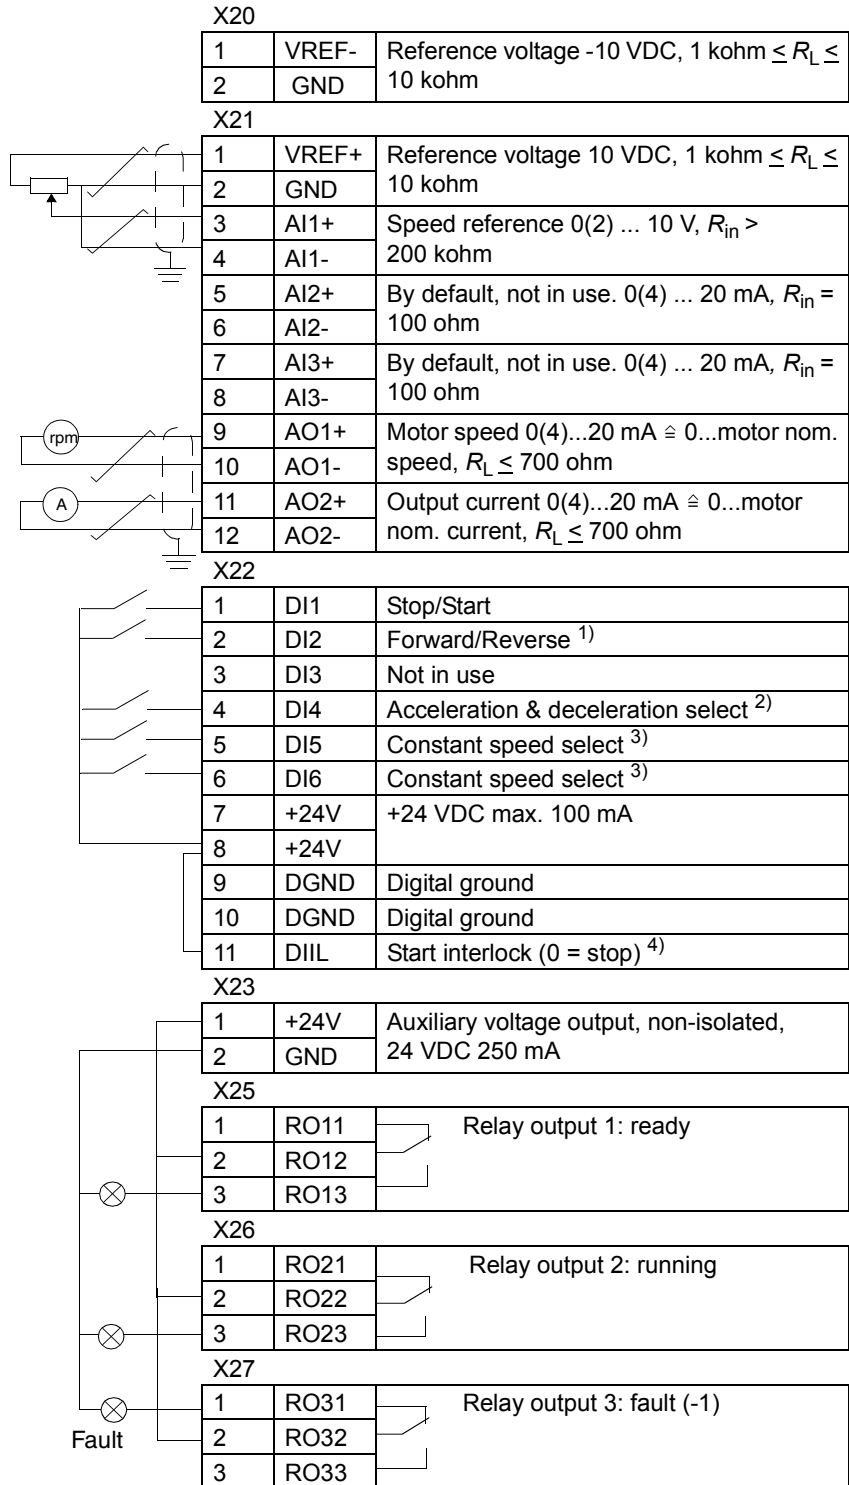 X20
1 VREF- Reference voltage -10 VDC, 1 kohm ≤ RL ≤
2 GND 10 kohm
X21
1 VREF+ Reference voltage 10 VDC, 1 kohm ≤ RL ≤
2 GND 10 kohm
3 AI1+ Speed reference 0(2) ... 10 V, Rin >
4 AI1- 200 kohm
5 AI2+ By default, not in use. 0(4) ... 20 mA, Rin =
6 AI2- 100 ohm
7 AI3+ By default, not in use. 0(4) ... 20 mA, Rin =
8 AI3- 100 ohm
rpm 9 AO1+ Motor speed 0(4)...20 mA ≙ 0...motor nom.
10 AO1- speed, RL ≤ 700 ohm
A 11 AO2+ Output current 0(4)...20 mA ≙ 0...motor
12 AO2- nom. current, RL ≤ 700 ohm
X22
1 DI1 Stop/Start
2 DI2 Forward/Reverse 1)
3 DI3 Not in use
4 DI4 Acceleration & deceleration select 2)
5 DI5 Constant speed select 3)
6 DI6 Constant speed select 3)
7 +24V +24 VDC max. 100 mA
8 +24V
9 DGND Digital ground
10 DGND Digital ground
11 DIIL Start interlock (0 = stop) 4)
X23
1 +24V Auxiliary voltage output, non-isolated,
2 GND 24 VDC 250 mA
X25
1 RO11 Relay output 1: ready
2 RO12
3 RO13
X26
1 RO21 Relay output 2: running
2 RO22
3 RO23
X27
1 RO31 Relay output 3: fault (-1)
Fault 2 RO32
3 RO33